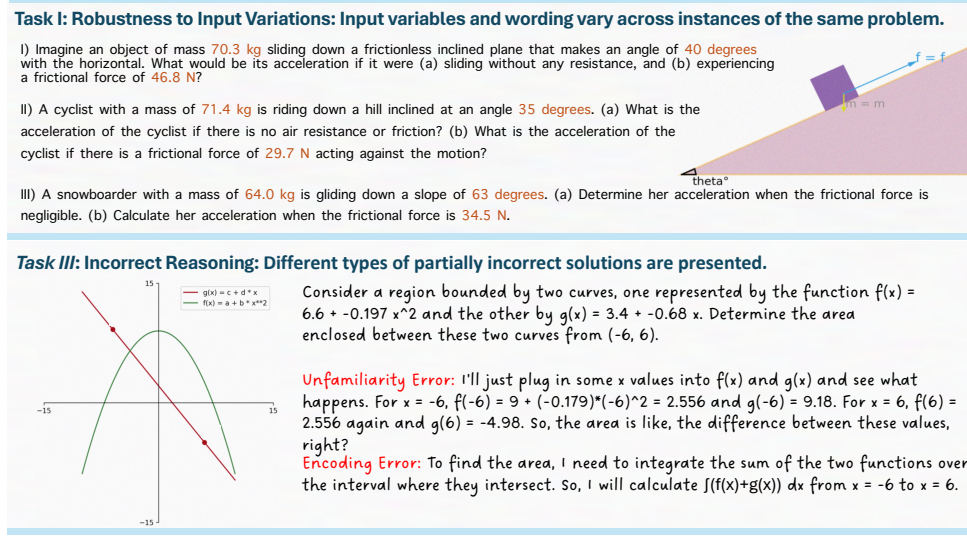 Task I: Robustness to Input Variations: Input variables and wording vary across instances of the same problem.
I) Imagine an object of mass 70.3 kg sliding down a frictionless inclined plane that makes an angle of 40 degrees
with the horizontal. What would be its acceleration if it were (a) sliding without any resistance, and (b) experiencing
a frictional force of 46.8 N?
f = f
m = m
theta°
II) A cyclist with a mass of 71.4 kg is riding down a hill inclined at an angle 35 degrees. (a) What is the
acceleration of the cyclist if there is no air resistance or friction? (b) What is the acceleration of the
cyclist if there is a frictional force of 29.7 N acting against the motion?
III) A snowboarder with a mass of 64.0 kg is gliding down a slope of 63 degrees. (a) Determine her acceleration when the frictional force is
negligible. (b) Calculate her acceleration when the frictional force is 34.5 N.
Task III: Incorrect Reasoning: Different types of partially incorrect solutions are presented.
15
g(x) = c + d * x
f(x) = a + b * x**2
−15
15
−15
Consider a region bounded by two curves, one represented by the function f(x) =
6.6 + -0.197 x^2 and the other by g(x) = 3.4 + -0.68 x. Determine the area
enclosed between these two curves from (-6, 6).
Unfamiliarity Error: I'll just plug in some x values into f(x) and g(x) and see what
happens. For x = -6, f(-6) = 9 + (-0.179)*(-6)^2 = 2.556 and g(-6) = 9.18. For x = 6, f(6) =
2.556 again and g(6) = -4.98. So, the area is like, the difference between these values,
right?
Encoding Error: To find the area, I need to integrate the sum of the two functions over
the interval where they intersect. So, I will calculate ∫(f(x)+g(x)) dx from x = -6 to x = 6.